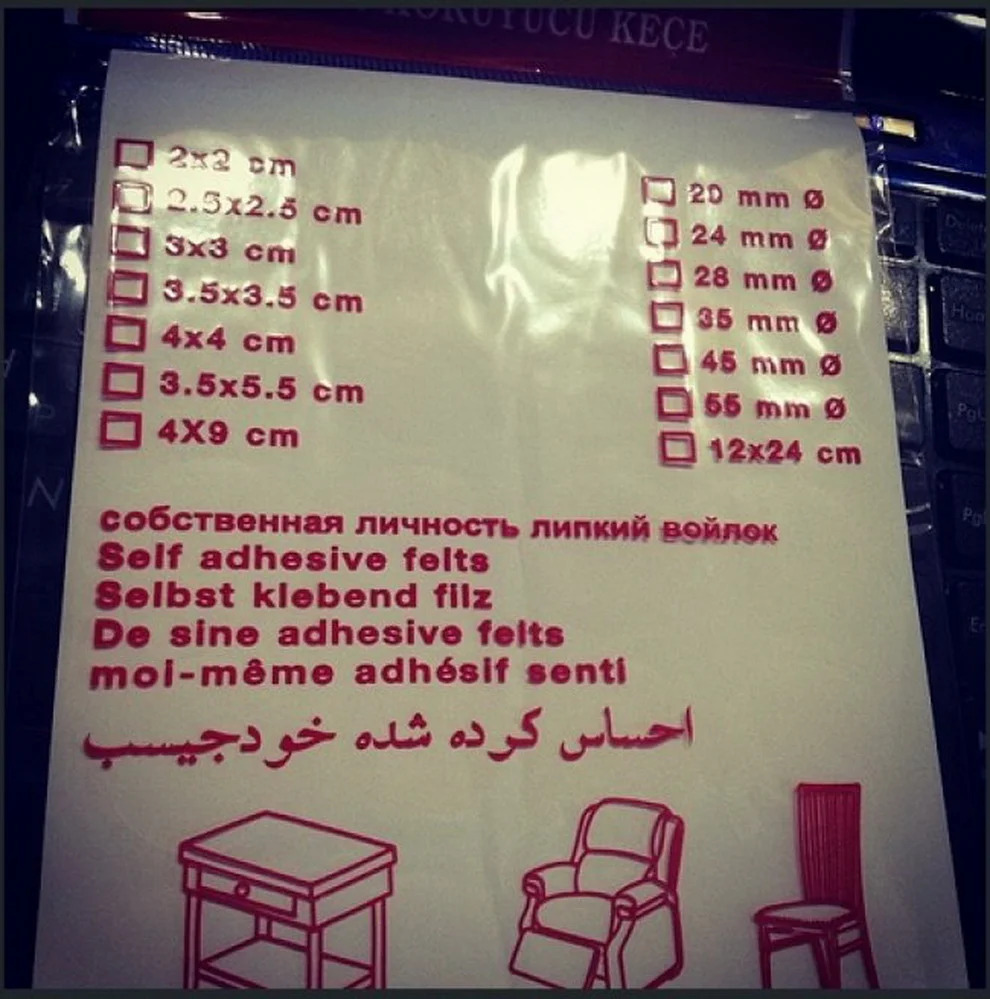 KORUYUCU KEÇE
2x2 cm
2.5x2.5 cm
3x3 cm
3.5x3.5 cm
4x4 cm
3.5x5.5 cm
4X9 cm
20 mm Ø
24 mm Ø
28 mm Ø
35 mm Ø
45 mm Ø
55 mm Ø
12x24 cm
собственная личность липкий войлок
Self adhesive felts
Selbst klebend filz
De sine adhesive felts
moi-même adhésif senti
احساس کرده شده خودجیسب